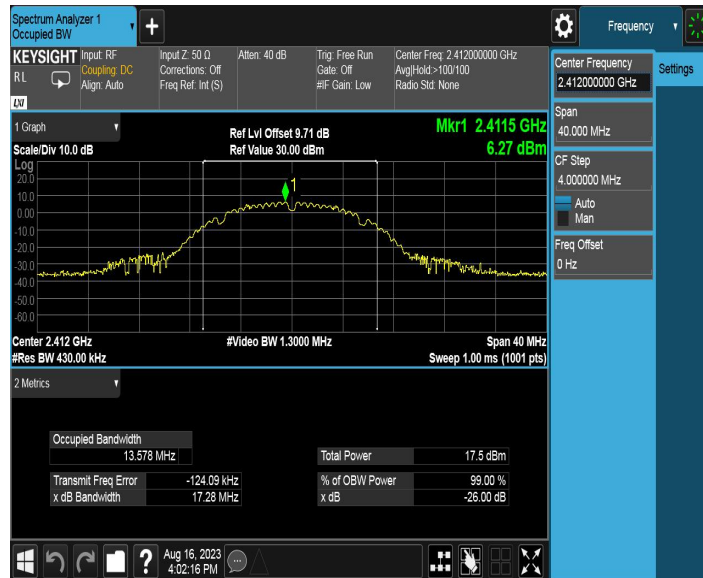 Spectrum Analyzer 1
Occupied BW
+
Frequency
KEYSIGHT
RL
LXI
Input: RF
Coupling: DC
Align: Auto
Input Z: 50 Ω
Corrections: Off
Freq Ref: Int (S)
Atten: 40 dB
Trig: Free Run
Gate: Off
#IF Gain: Low
Center Freq: 2.412000000 GHz
Avg|Hold:>100/100
Radio Std: None
Center Frequency
2.412000000 GHz
Settings
Span
40.000 MHz
CF Step
4.000000 MHz
Auto
Man
Freq Offset
0 Hz
1 Graph
Scale/Div 10.0 dB
Ref Lvl Offset 9.71 dB
Ref Value 30.00 dBm
Mkr1 2.4115 GHz
6.27 dBm
Log
20.0
10.0
0.00
-10.0
-20.0
-30.0
-40.0
-50.0
-60.0
1
Center 2.412 GHz
#Res BW 430.00 kHz
#Video BW 1.3000 MHz
Span 40 MHz
Sweep 1.00 ms (1001 pts)
2 Metrics
Occupied Bandwidth
13.578 MHz
Total Power 17.5 dBm
Transmit Freq Error -124.09 kHz
% of OBW Power 99.00 %
x dB Bandwidth 17.28 MHz
x dB -26.00 dB
?
Aug 16, 2023
4:02:16 PM